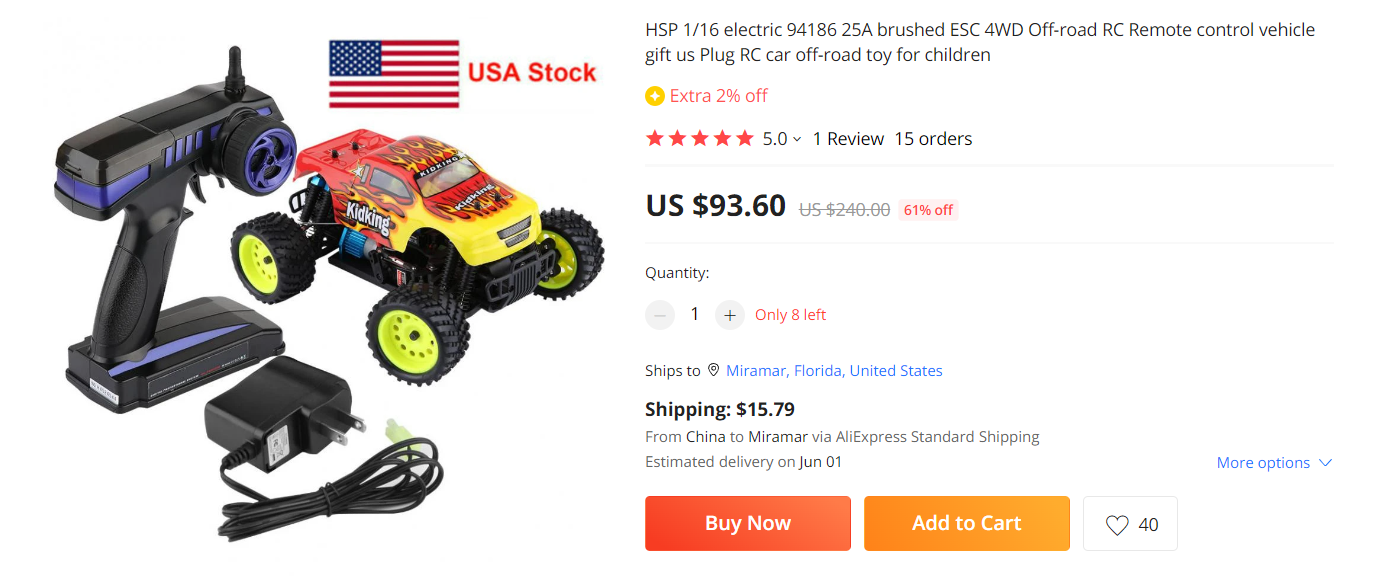 USA Stock
KIDKING
Kidking
Kidking
HSP 1/16 electric 94186 25A brushed ESC 4WD Off-road RC Remote control vehicle
gift us Plug RC car off-road toy for children
Extra 2% off
5.0 1 Review 15 orders
US $93.60 US $240.00 61% off
Quantity:
1 Only 8 left
Ships to Miramar, Florida, United States
Shipping: $15.79
From China to Miramar via AliExpress Standard Shipping
Estimated delivery on Jun 01
More options
Buy Now
Add to Cart
40